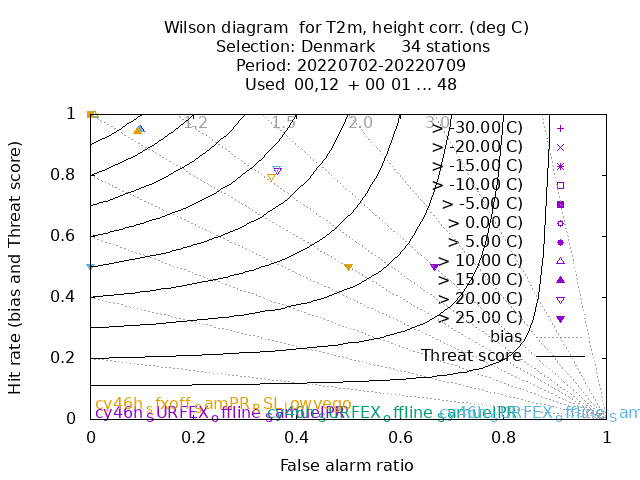 Wilson diagram for T2m, height corr. (deg C)
Selection: Denmark 34 stations
Period: 20220702-20220709
Used 00,12 + 00 01 ... 48
Hit rate (bias and Threat score)
1
0.8
0.6
0.4
0.2
0
1.2 1.5 2.0 3.0
> -30.00 C)
> -20.00 C)
> -15.00 C)
> -10.00 C)
> -5.00 C)
> 0.00 C)
> 5.00 C)
> 10.00 C)
> 15.00 C)
> 20.00 C)
> 25.00 C)
bias
Threat score
cy46h_sfxoff_samPR_RSL_lowvego
cy46h_sURFEX_offline
0 0.2 0.4 0.6 0.8 1
False alarm ratio